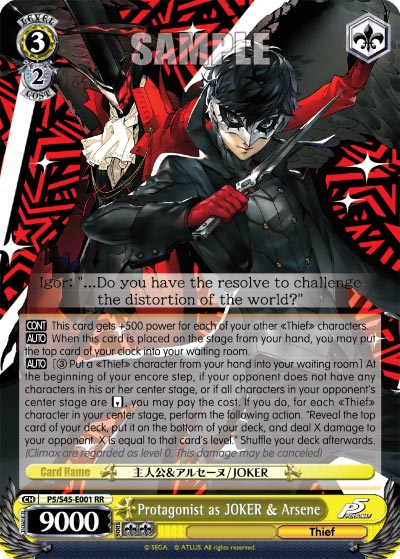 LEVEL
3
2
COST
SAMPLE
Igor: "...Do you have the resolve to challenge
the distortion of the world?"
CONT This card gets +500 power for each of your other «Thief» characters.
AUTO When this card is placed on the stage from your hand, you may put
the top card of your clock into your waiting room.
AUTO [③ Put a «Thief» character from your hand into your waiting room] At
the beginning of your encore step, if your opponent does not have any
characters in his or her center stage, or if all characters in your opponent's
center stage are , you may pay the cost. If you do, for each «Thief»
character in your center stage, perform the following action. "Reveal the top
card of your deck, put it on the bottom of your deck, and deal X damage to
your opponent. X is equal to that card's level." Shuffle your deck afterwards.
(Climax are regarded as level 0. This damage may be canceled)
Card Name 主人公&アルセーヌ/JOKER
CH P5/S45-E001 RR
POWER 9000 SOUL Protagonist as JOKER & Arsene
P5 PERSONA5
Thief
© SEGA. © ATLUS. All rights reserved.